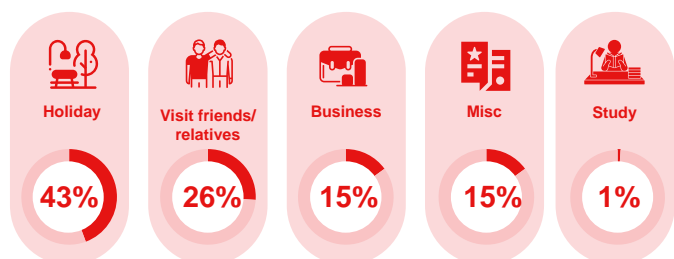 Holiday
Visit friends/
relatives
Business
Misc
Study
43%
26%
15%
15%
1%